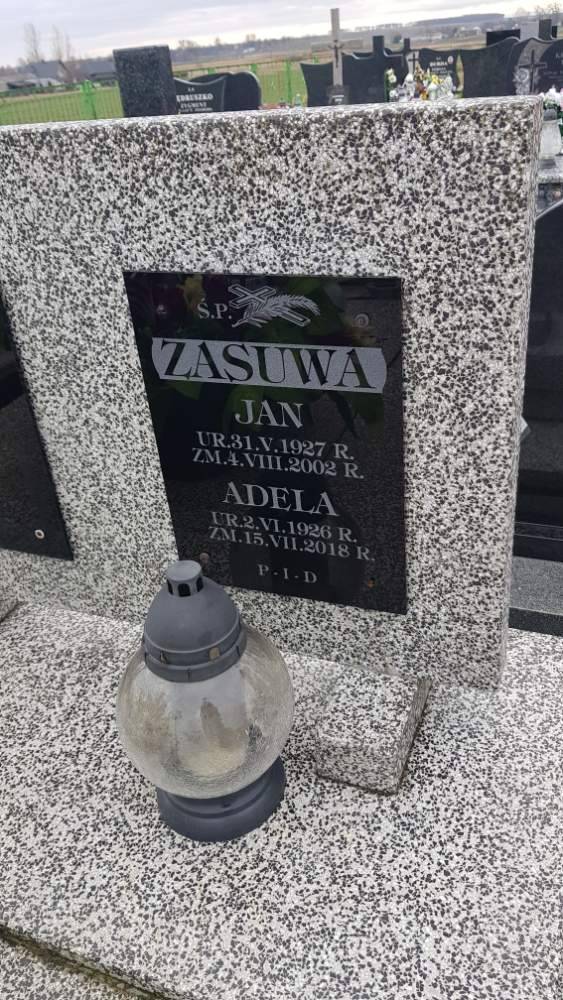 Ś.P.
ZASUWA
JAN
UR.31.V.1927 R.
ZM.4.VIII.2002 R.
ADELA
UR.2.VI.1926 R.
ZM.15.VII.2018 R.
P-I-D